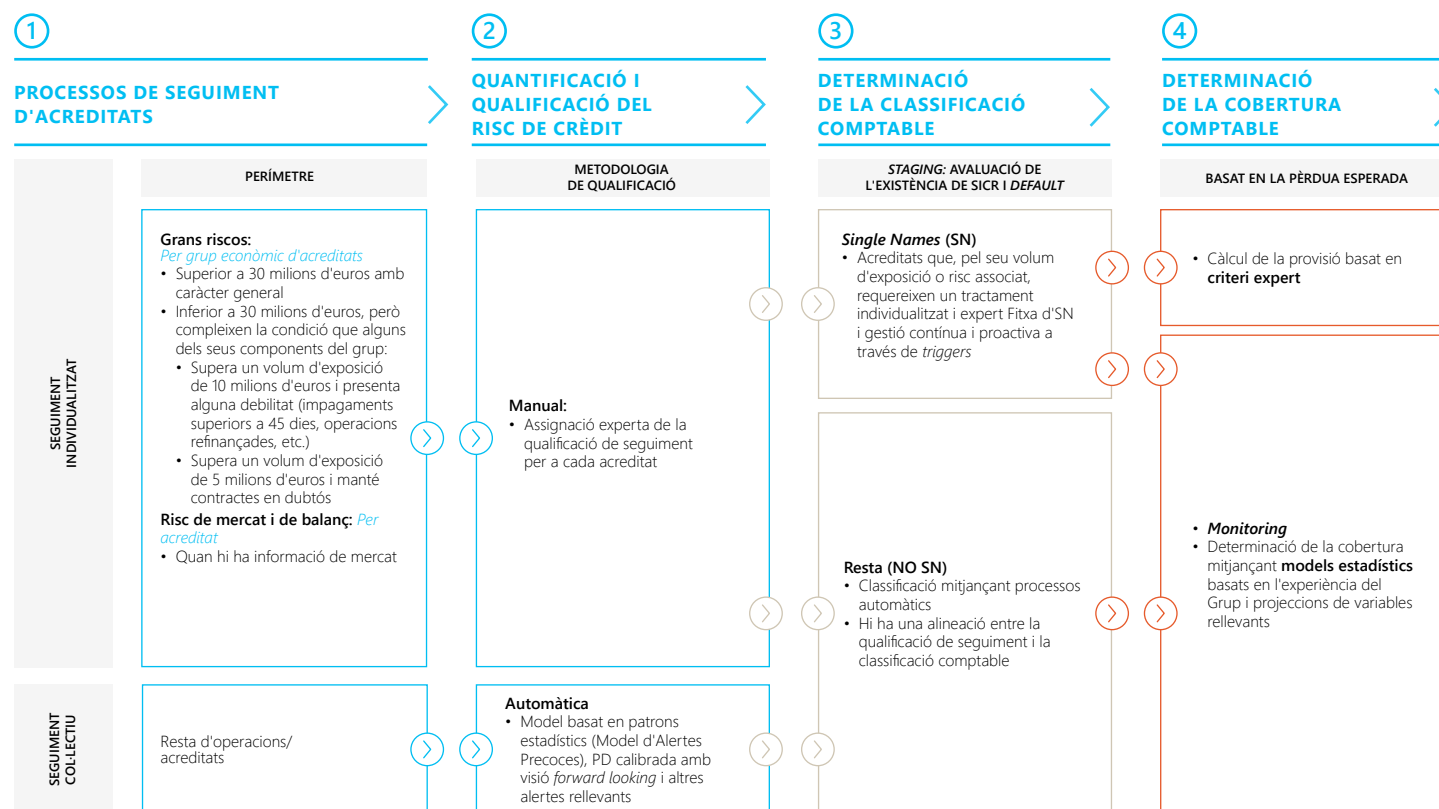 1
PROCESSOS DE SEGUIMENT
D'ACREDITATS
2
QUANTIFICACIÓ I
QUALIFICACIÓ DEL
RISC DE CRÈDIT
3
DETERMINACIÓ
DE LA CLASSIFICACIÓ
COMPTABLE
4
DETERMINACIÓ
DE LA COBERTURA
COMPTABLE
PERÍMETRE
METODOLOGIA
DE QUALIFICACIÓ
STAGING: AVALUACIÓ DE
L'EXISTÈNCIA DE SICR I DEFAULT
BASAT EN LA PÈRDUA ESPERADA
SEGUIMENT
INDIVIDUALITZAT
Grans riscos:
Per grup econòmic d'acreditats
• Superior a 30 milions d'euros amb
caràcter general
• Inferior a 30 milions d'euros, però
compleixen la condició que alguns
dels seus components del grup:
• Supera un volum d'exposició
de 10 milions d'euros i presenta
alguna debilitat (impagaments
superiors a 45 dies, operacions
refinançades, etc.)
• Supera un volum d'exposició
de 5 milions d'euros i manté
contractes en dubtós
Risc de mercat i de balanç: Per
acreditat
• Quan hi ha informació de mercat
Manual:
• Assignació experta de la
qualificació de seguiment
per a cada acreditat
Single Names (SN)
• Acreditats que, pel seu volum
d'exposició o risc associat,
requereixen un tractament
individualitzat i expert Fitxa d'SN
i gestió contínua i proactiva a
través de triggers
• Càlcul de la provisió basat en
criteri expert
Resta (NO SN)
• Classificació mitjançant processos
automàtics
• Hi ha una alineació entre la
qualificació de seguiment i la
classificació comptable
• Monitoring
• Determinació de la cobertura
mitjançant models estadístics
basats en l'experiència del
Grup i projeccions de variables
rellevants
SEGUIMENT
COL·LECTIU
Resta d'operacions/
acreditats
Automàtica
• Model basat en patrons
estadístics (Model d'Alertes
Precoces), PD calibrada amb
visió forward looking i altres
alertes rellevants